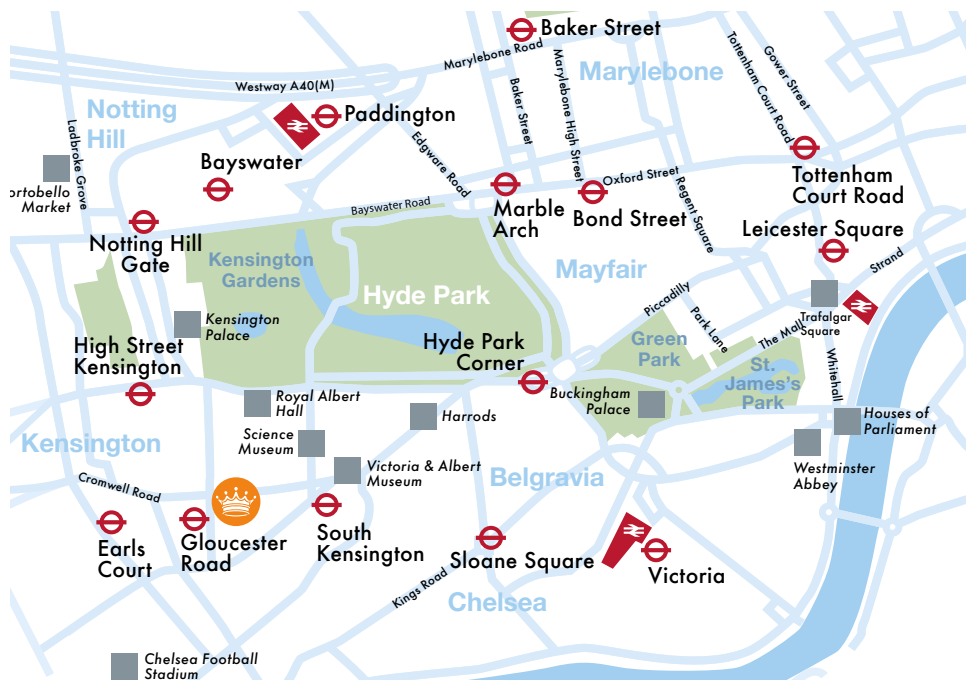 Baker Street
Marylebone Road
Marylebone
Tottenham Court Road
Gower Street
Westway A40(M)
Notting
Hill
Paddington
Baker Street
Marylebone High Street
Ladbroke Grove
Bayswater
Edgware Road
Oxford Street
Tottenham
Court Road
ortobello
Market
Bayswater Road
Marble
Arch
Bond Street
Regent Square
Leicester Square
Notting Hill
Gate
Kensington
Gardens
Mayfair
Strand
Hyde Park
Piccadilly
Park Lane
Trafalgar
Square
Kensington
Palace
The Mall
High Street
Kensington
Hyde Park
Corner
Green
Park
St.
James's
Park
Whitehall
Royal Albert
Hall
Harrods
Buckingham
Palace
Houses of
Parliament
Kensington
Science
Museum
Victoria & Albert
Museum
Belgravia
Westminster
Abbey
Cromwell Road
Earls
Court
Gloucester
Road
South
Kensington
Sloane Square
Victoria
Kings Road
Chelsea
Chelsea Football
Stadium